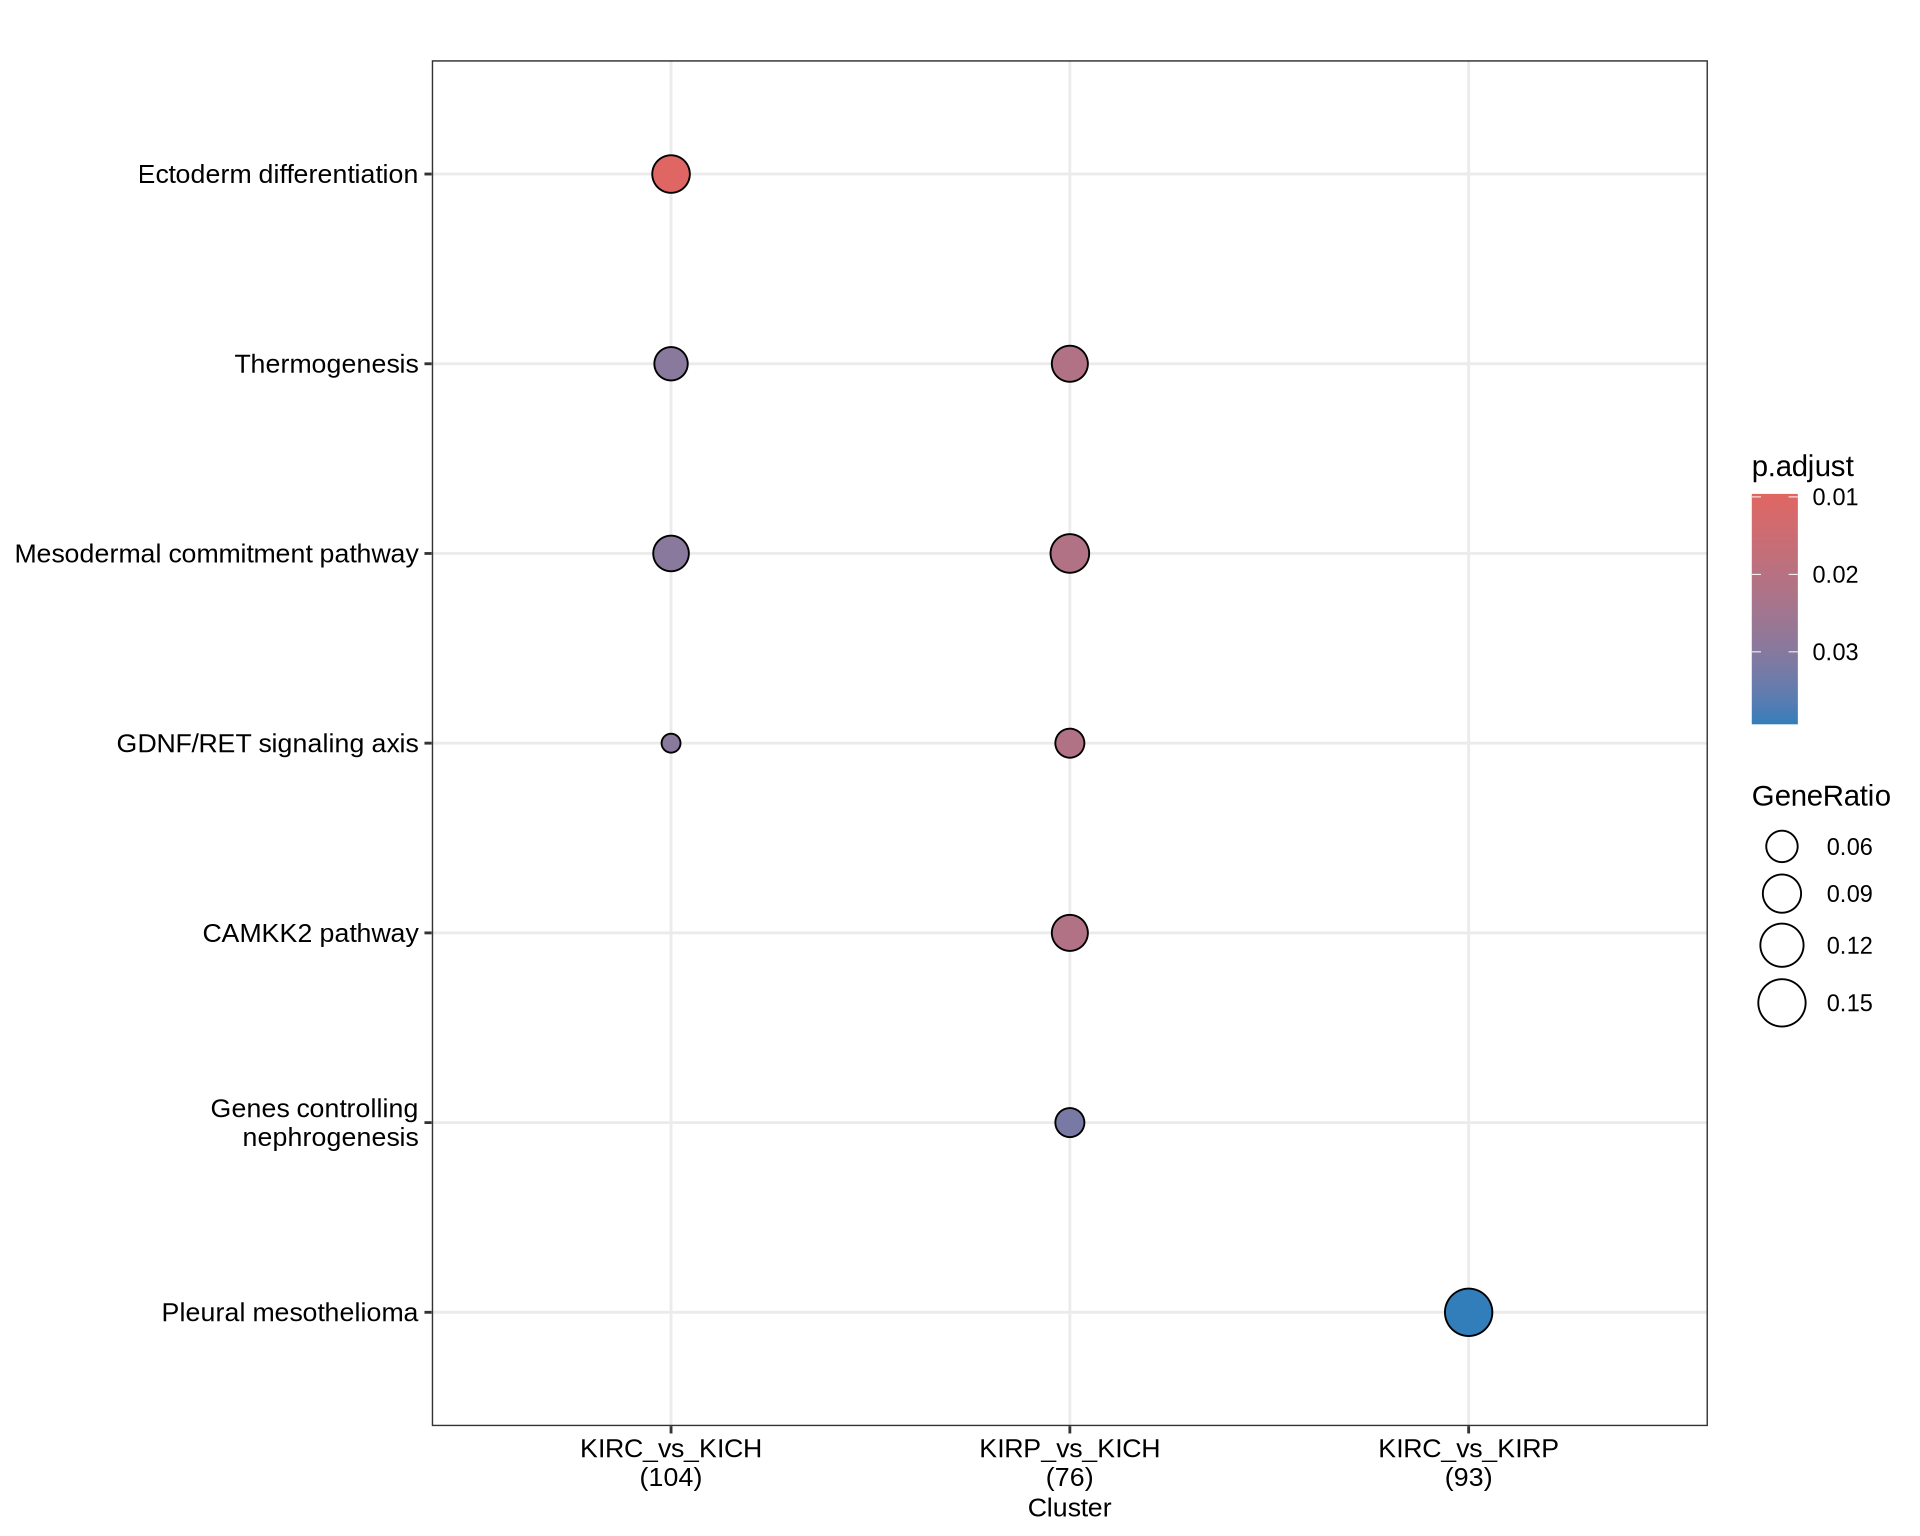 Ectoderm differentiation
Thermogenesis
Mesodermal commitment pathway
GDNF/RET signaling axis
CAMKK2 pathway
Genes controlling
nephrogenesis
Pleural mesothelioma
KIRC_vs_KICH
(104)
KIRP_vs_KICH
(76)
KIRC_vs_KIRP
(93)
Cluster
p.adjust
0.01
0.02
0.03
GeneRatio
0.06
0.09
0.12
0.15